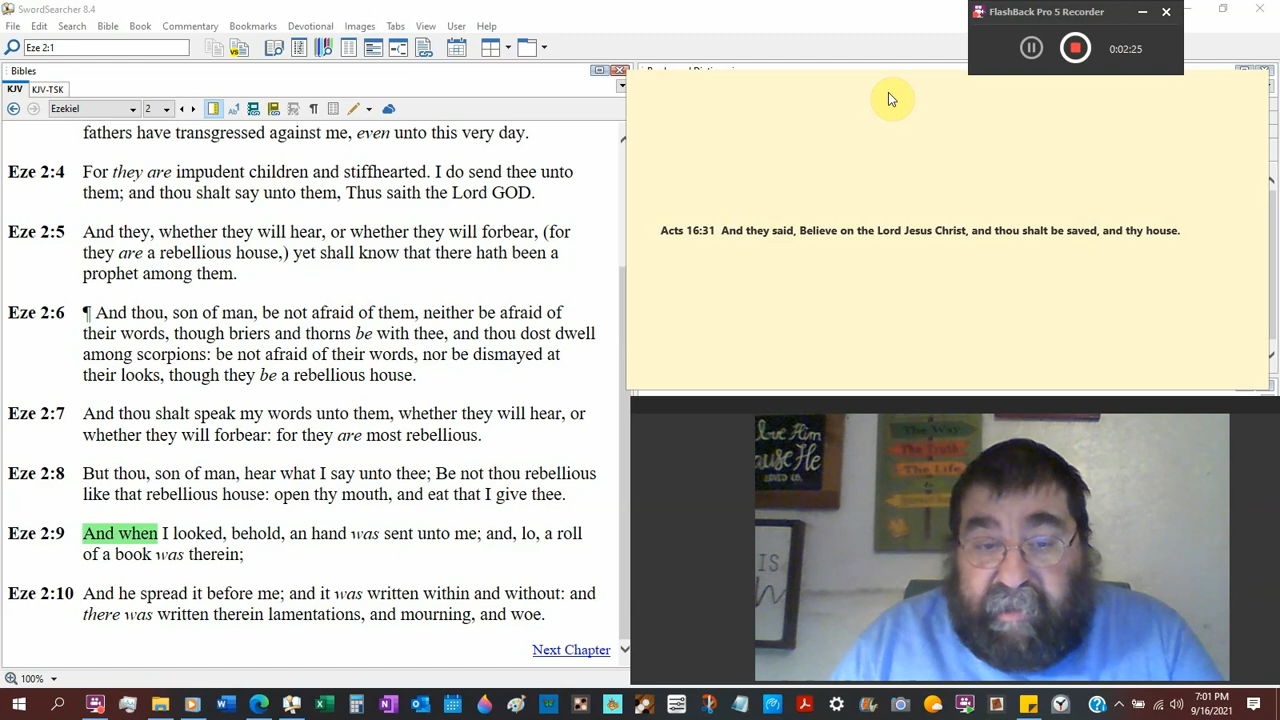 SwordSearcher 8.4
FlashBack Pro 5 Recorder
File Edit Search Bible Book Commentary Bookmarks Devotional Images Tabs View User Help
0:02:25
Eze 2:1
Bibles
KJV KJV-TSK
Ezekiel 2
fathers have transgressed against me, even unto this very day.
Eze 2:4 For they are impudent children and stiffhearted. I do send thee unto
them; and thou shalt say unto them, Thus saith the Lord GOD.
Eze 2:5 And they, whether they will hear, or whether they will forbear, (for
they are a rebellious house,) yet shall know that there hath been a
prophet among them.
Eze 2:6 ¶ And thou, son of man, be not afraid of them, neither be afraid of
their words, though briers and thorns be with thee, and thou dost dwell
among scorpions: be not afraid of their words, nor be dismayed at
their looks, though they be a rebellious house.
Eze 2:7 And thou shalt speak my words unto them, whether they will hear, or
whether they will forbear: for they are most rebellious.
Eze 2:8 But thou, son of man, hear what I say unto thee; Be not thou rebellious
like that rebellious house: open thy mouth, and eat that I give thee.
Eze 2:9 And when I looked, behold, an hand was sent unto me; and, lo, a roll
of a book was therein;
Eze 2:10 And he spread it before me; and it was written within and without: and
there was written therein lamentations, and mourning, and woe.
Next Chapter
100%
Acts 16:31 And they said, Believe on the Lord Jesus Christ, and thou shalt be saved, and thy house.
Him
He
The Way
The Truth
The Life
7:01 PM
9/16/2021